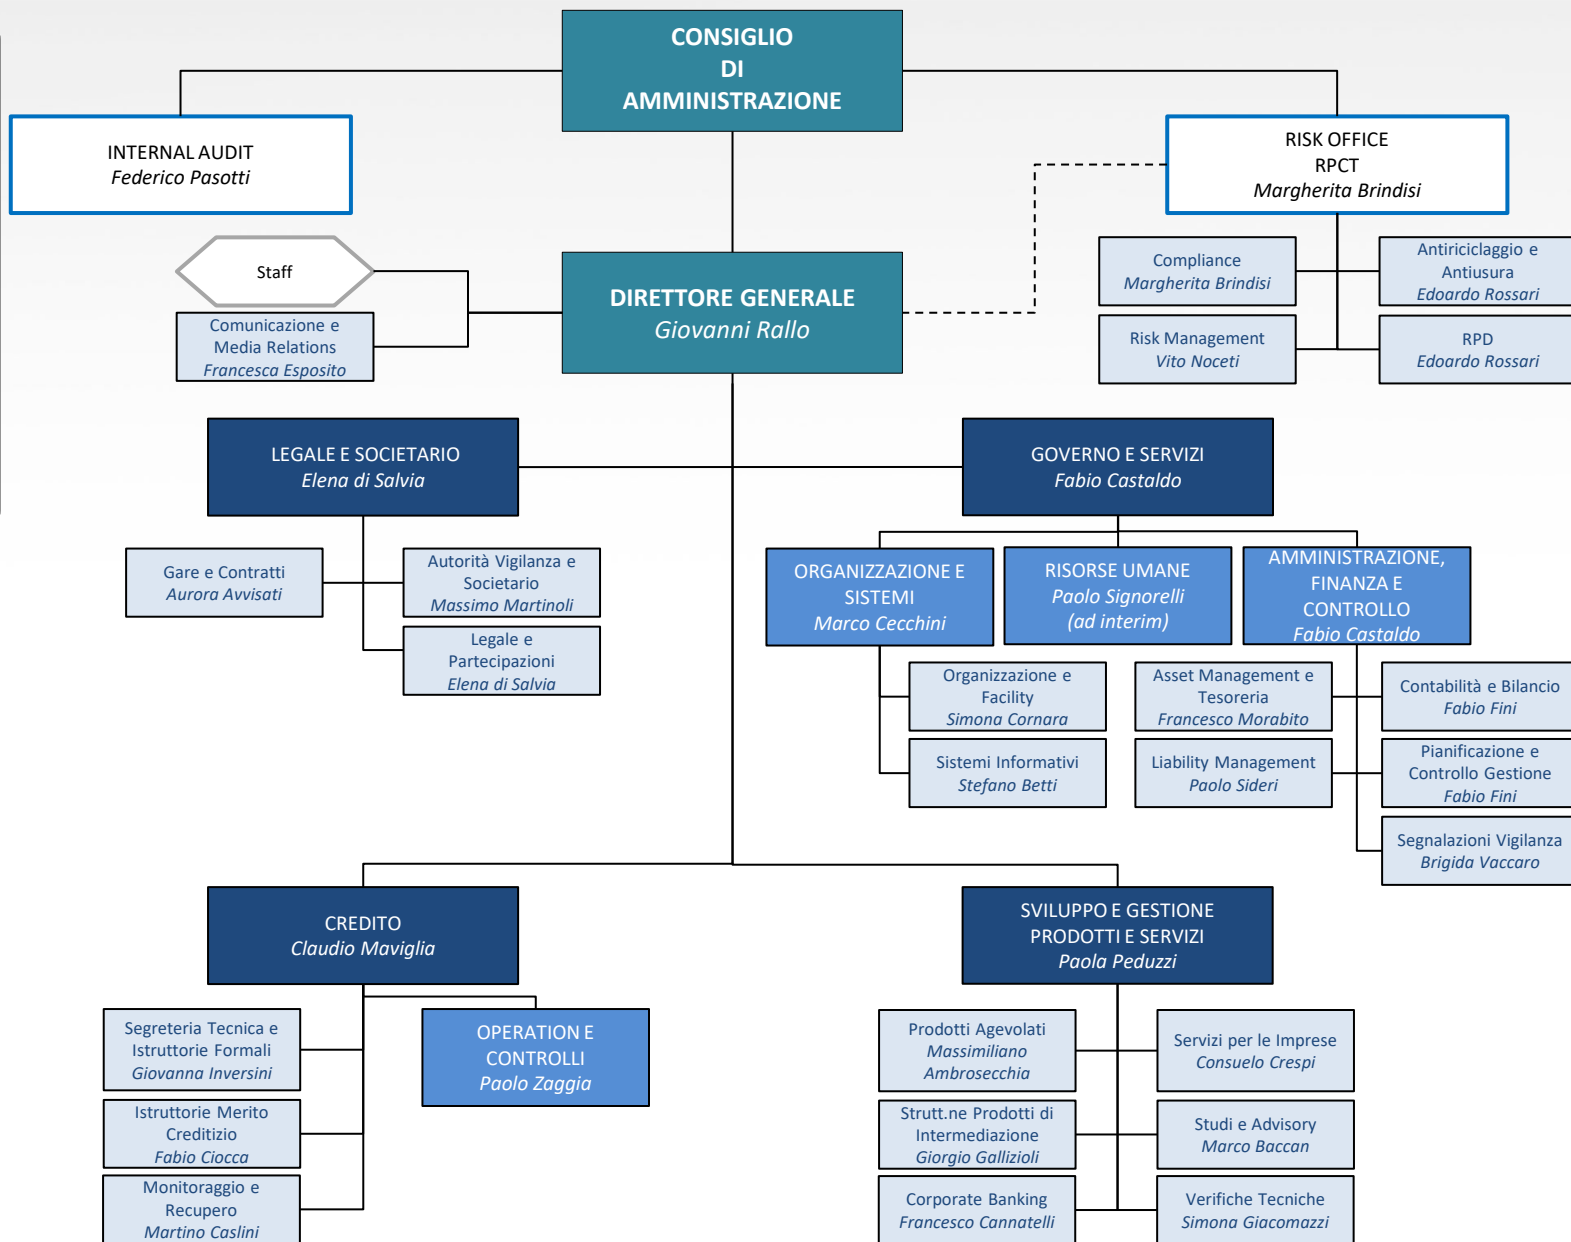 CONSIGLIO
DI
AMMINISTRAZIONE
INTERNAL AUDIT
Federico Pasotti
RISK OFFICE
RPCT
Margherita Brindisi
Staff
Comunicazione e
Media Relations
Francesca Esposito
DIRETTORE GENERALE
Giovanni Rallo
Compliance
Margherita Brindisi
Antiriciclaggio e
Antiusura
Edoardo Rossari
Risk Management
Vito Noceti
RPD
Edoardo Rossari
LEGALE E SOCIETARIO
Elena di Salvia
GOVERNO E SERVIZI
Fabio Castaldo
Gare e Contratti
Aurora Avvisati
Autorità Vigilanza e
Societario
Massimo Martinoli
Legale e
Partecipazioni
Elena di Salvia
ORGANIZZAZIONE E
SISTEMI
Marco Cecchini
RISORSE UMANE
Paolo Signorelli
(ad interim)
AMMINISTRAZIONE,
FINANZA E
CONTROLLO
Fabio Castaldo
Organizzazione e
Facility
Simona Cornara
Sistemi Informativi
Stefano Betti
Asset Management e
Tesoreria
Francesco Morabito
Contabilità e Bilancio
Fabio Fini
Liability Management
Paolo Sideri
Pianificazione e
Controllo Gestione
Fabio Fini
Segnalazioni Vigilanza
Brigida Vaccaro
CREDITO
Claudio Maviglia
SVILUPPO E GESTIONE
PRODOTTI E SERVIZI
Paola Peduzzi
Segreteria Tecnica e
Istruttorie Formali
Giovanna Inversini
OPERATION E
CONTROLLI
Paolo Zaggia
Istruttorie Merito
Creditizio
Fabio Ciocca
Monitoraggio e
Recupero
Martino Caslini
Prodotti Agevolati
Massimiliano
Ambrosecchia
Servizi per le Imprese
Consuelo Crespi
Strutt.ne Prodotti di
Intermediazione
Giorgio Gallizioli
Studi e Advisory
Marco Baccan
Corporate Banking
Francesco Cannatelli
Verifiche Tecniche
Simona Giacomazzi